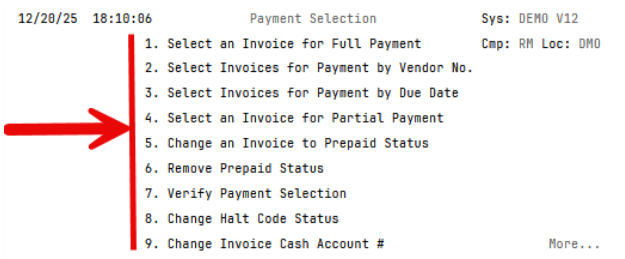 12/20/25 18:10:06 Payment Selection Sys: DEMO V12
1. Select an Invoice for Full Payment Cmp: RM Loc: DMO
2. Select Invoices for Payment by Vendor No.
3. Select Invoices for Payment by Due Date
4. Select an Invoice for Partial Payment
5. Change an Invoice to Prepaid Status
6. Remove Prepaid Status
7. Verify Payment Selection
8. Change Halt Code Status
9. Change Invoice Cash Account # More...